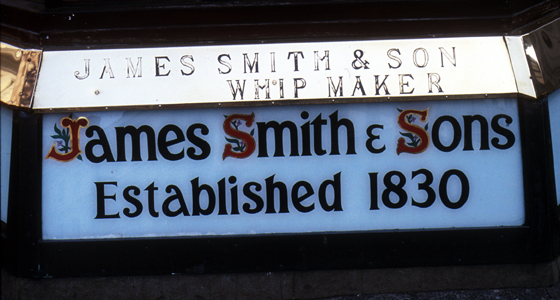 JAMES SMITH & SON
WHIP MAKER
James Smith & Sons
Established 1830